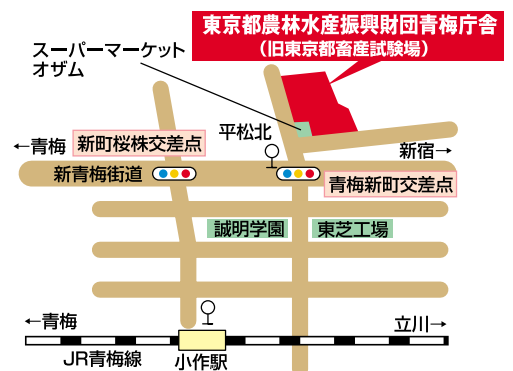 東京都農林水産振興財団青梅庁舎
（旧東京都畜産試験場）
スーパーマーケット
オザム
平松北
←青梅
新町桜株交差点
新宿→
新青梅街道
青梅新町交差点
誠明学園
東芝工場
←青梅
立川→
JR青梅線
小作駅